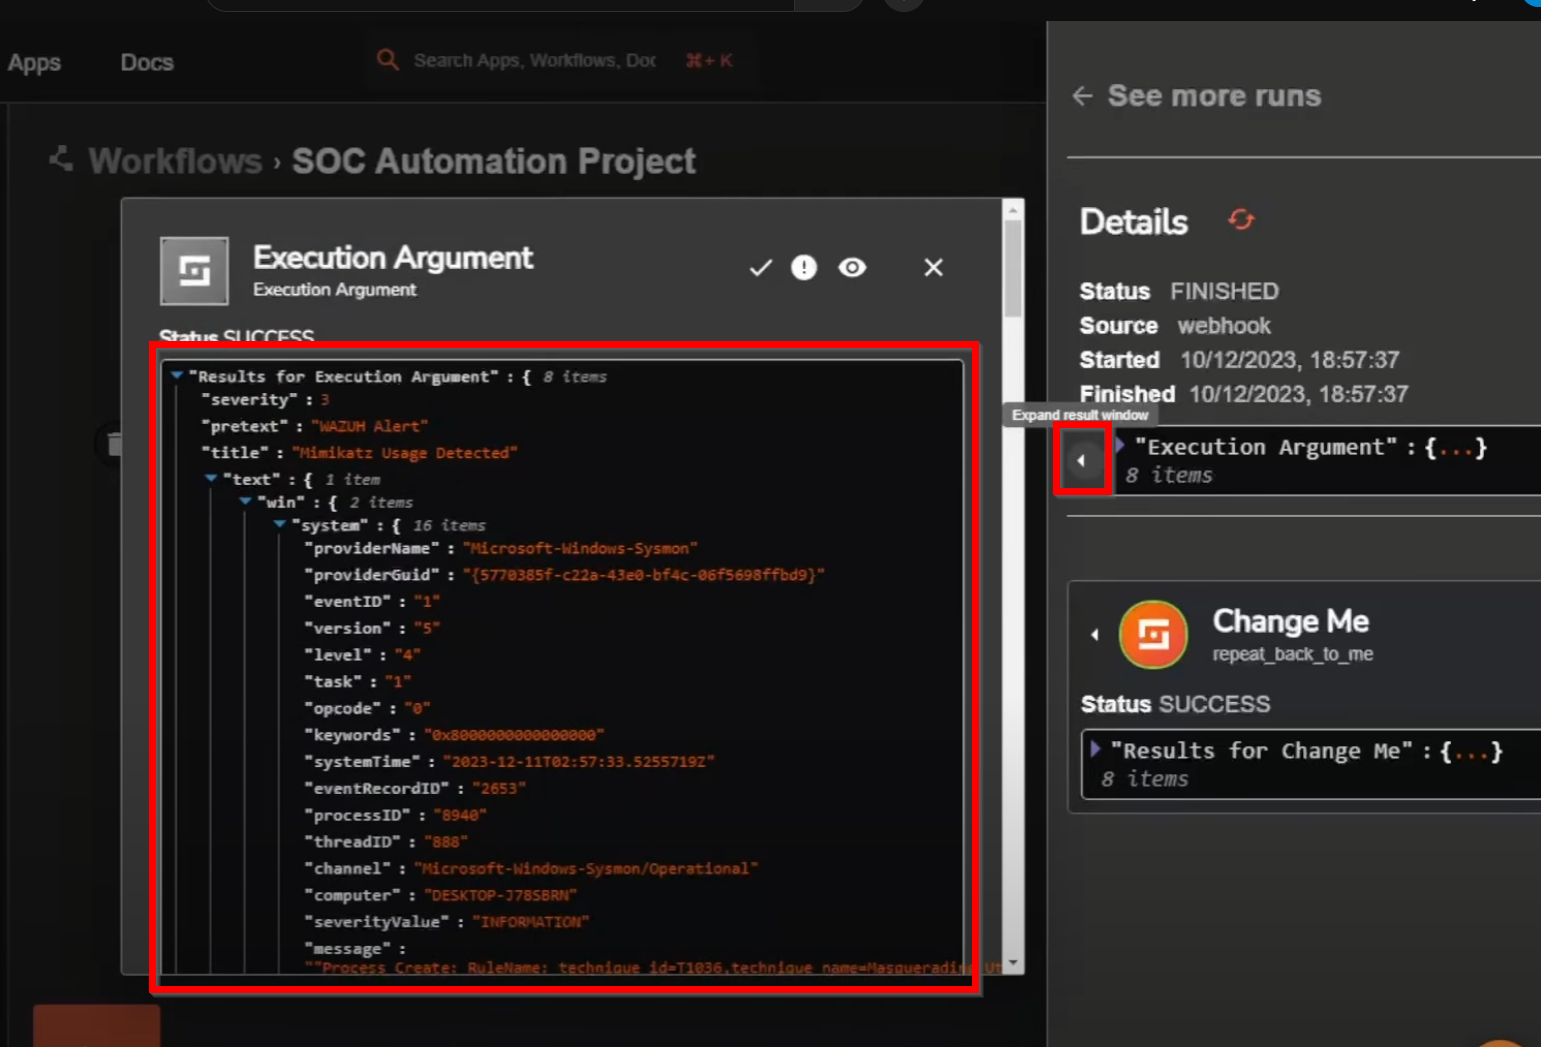 Apps
Docs
Search Apps, Workflows, Doc
⌘+ K
← See more runs
Workflows › SOC Automation Project
Execution Argument
Execution Argument
Status SUCCESS
"Results for Execution Argument" : { 8 items
"severity" : 3
"pretext" : "WAZUH Alert"
"title" : "Mimikatz Usage Detected"
"text" : { 1 item
"win" : { 2 items
"system" : { 16 items
"providerName" : "Microsoft-Windows-Sysmon"
"providerGuid" : "{5770385f-c22a-43e0-bf4c-06f5698ffbd9}"
"eventID" : "1"
"version" : "5"
"level" : "4"
"task" : "1"
"opcode" : "0"
"keywords" : "0x8000000000000000"
"systemTime" : "2023-12-11T02:57:33.5255719Z"
"eventRecordID" : "2653"
"processID" : "8940"
"threadID" : "888"
"channel" : "Microsoft-Windows-Sysmon/Operational"
"computer" : "DESKTOP-J78SBRN"
"severityValue" : "INFORMATION"
"message" :
""Process Create: RuleName: technique_id=T1036,technique_name=Masquerading Ut
Details
Status FINISHED
Source webhook
Started 10/12/2023, 18:57:37
Finished 10/12/2023, 18:57:37
Expand result window
"Execution Argument" : {...}
8 items
Change Me
repeat_back_to_me
Status SUCCESS
"Results for Change Me" : {...}
8 items